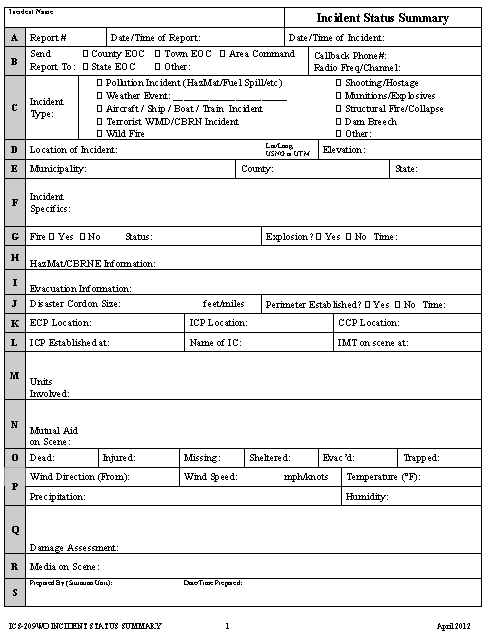 Incident Name
Incident Status Summary
A Report # Date/Time of Report: Date/Time of Incident:
B Send Report To: ☐ County EOC ☐ Town EOC ☐ Area Command
☐ State EOC ☐ Other:
Callback Phone#:
Radio Freq/Channel:
C Incident Type:
☐ Pollution Incident (HazMat/Fuel Spill/etc)
☐ Weather Event: ____________________
☐ Aircraft / Ship / Boat / Train Incident
☐ Terrorist WMD/CBRN Incident
☐ Wild Fire
☐ Shooting/Hostage
☐ Munitions/Explosives
☐ Structural Fire/Collapse
☐ Dam Breech
☐ Other:
D Location of Incident: Lat/Long, USNG or UTM Elevation:
E Municipality: County: State:
F Incident
Specifics:
G Fire ☐ Yes ☐ No Status: Explosion? ☐ Yes ☐ No Time:
H HazMat/CBRNE Information:
I Evacuation Information:
J Disaster Cordon Size: feet/miles Perimeter Established? ☐ Yes ☐ No Time:
K ECP Location: ICP Location: CCP Location:
L ICP Established at: Name of IC: IMT on scene at:
M Units
Involved:
N Mutual Aid
on Scene:
O Dead: Injured: Missing: Sheltered: Evac'd: Trapped:
P Wind Direction (From): Wind Speed: mph/knots Temperature (°F):
Precipitation: Humidity:
Q Damage Assessment:
R Media on Scene:
S Prepared By (Situation Unit): Date/Time Prepared:
ICS-209WD INCIDENT STATUS SUMMARY 1 April 2012